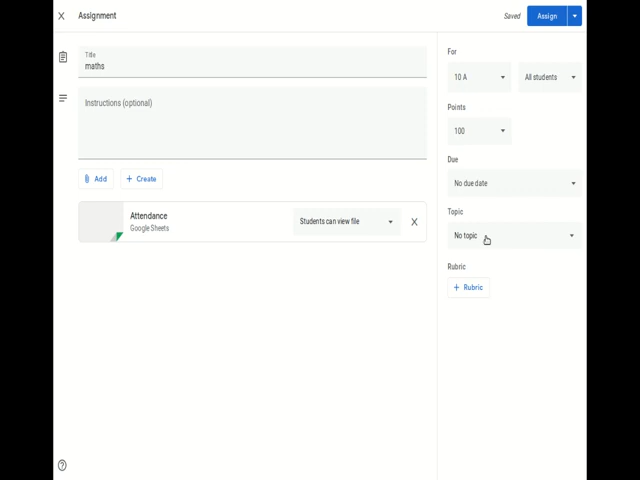 Assignment
Saved
Assign
Title
maths
Instructions (optional)
Add
+ Create
Attendance
Google Sheets
Students can view file
For
10 A
All students
Points
100
Due
No due date
Topic
No topic
Rubric
+ Rubric